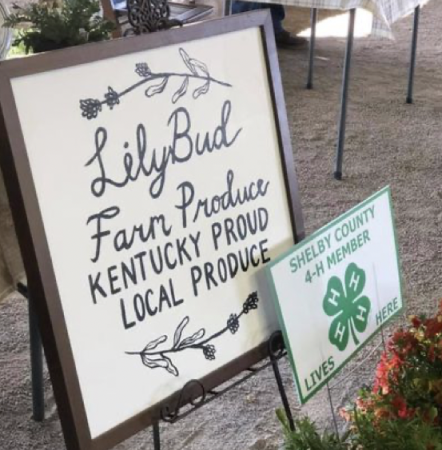 LilyBud
Farm Produce
KENTUCKY PROUD
LOCAL PRODUCE
SHELBY COUNTY
4-H MEMBER
H H
H H
LIVES HERE